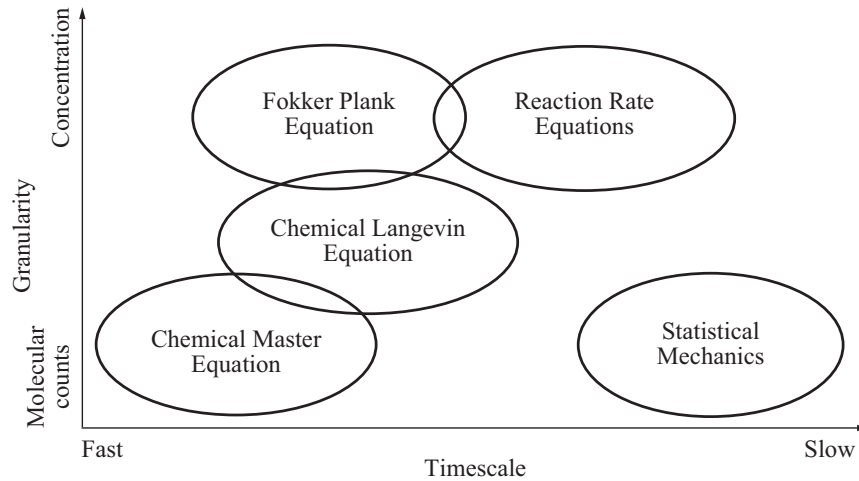 Concentration
Granularity
Molecular
counts
Fokker Plank
Equation
Reaction Rate
Equations
Chemical Langevin
Equation
Chemical Master
Equation
Statistical
Mechanics
Fast
Slow
Timescale